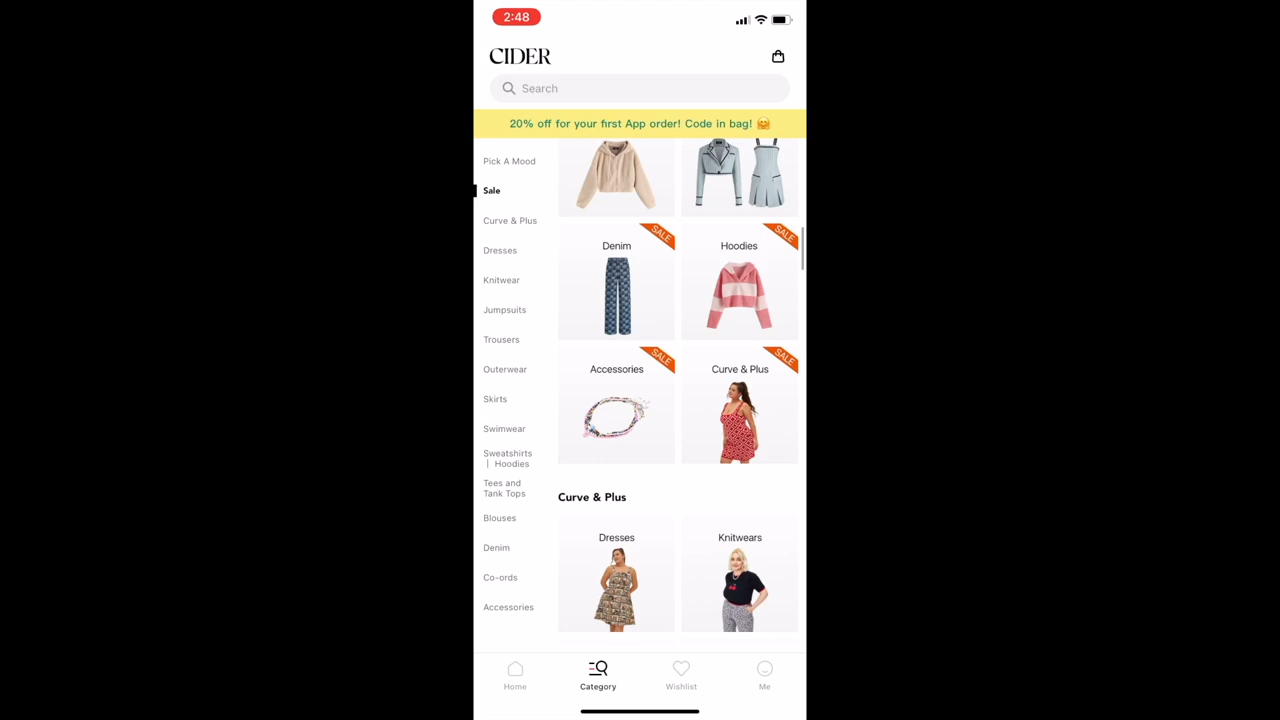 2:48
CIDER
Search
20% off for your first App order! Code in bag!
Pick A Mood
Sale
Curve & Plus
Dresses
Knitwear
Jumpsuits
Trousers
Outerwear
Skirts
Swimwear
Sweatshirts
| Hoodies
Tees and
Tank Tops
Blouses
Denim
Co-ords
Accessories
SALE
Denim
SALE
Hoodies
SALE
Accessories
SALE
Curve & Plus
Curve & Plus
Dresses
Knitwears
Home
Category
Wishlist
Me